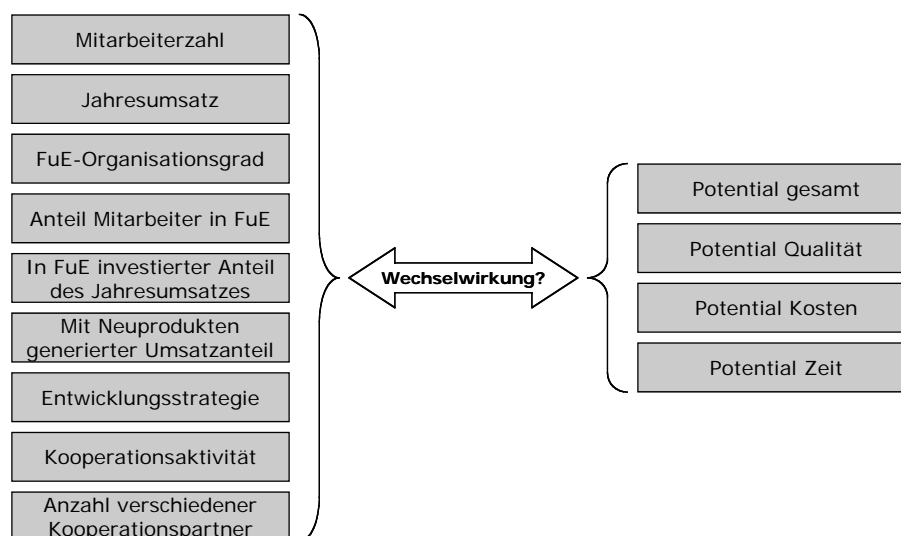 Mitarbeiterzahl
Jahresumsatz
FuE-Organisationsgrad
Anteil Mitarbeiter in FuE
In FuE investierter Anteil
des Jahresumsatzes
Mit Neuprodukten
generierter Umsatzanteil
Entwicklungsstrategie
Kooperationsaktivität
Anzahl verschiedener
Kooperationspartner
Wechselwirkung?
Potential gesamt
Potential Qualität
Potential Kosten
Potential Zeit